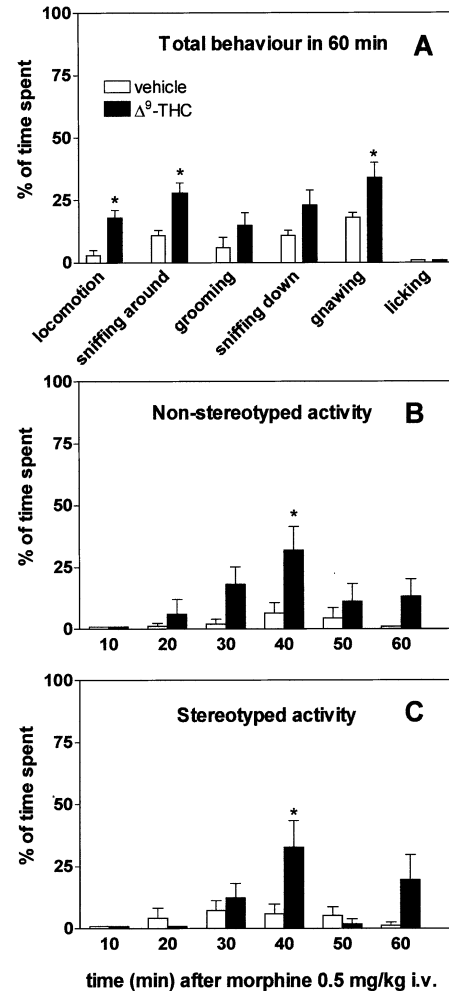 100
Total behaviour in 60 min
A
vehicle
Δ9-THC
75
% of time spent
50
25
0
*
*
*
locomotion
sniffing around
grooming
sniffing down
gnawing
licking
100
Non-stereotyped activity
B
75
% of time spent
50
25
0
*
10 20 30 40 50 60
100
Stereotyped activity
C
75
% of time spent
50
25
0
*
10 20 30 40 50 60
time (min) after morphine 0.5 mg/kg i.v.